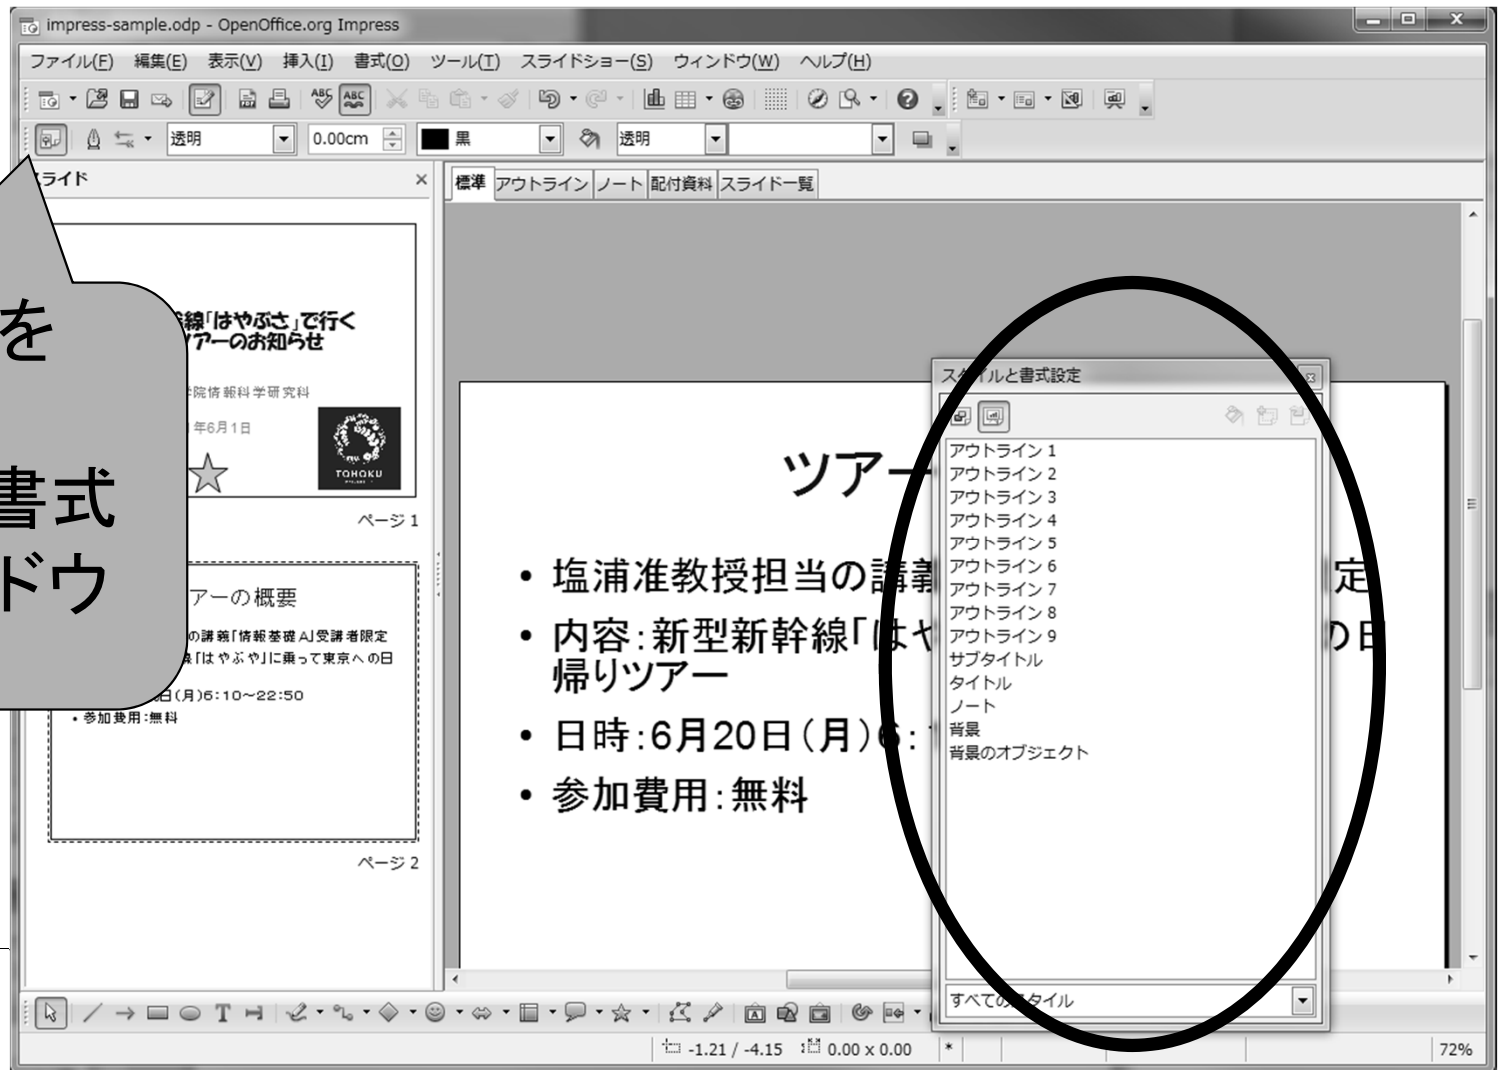 impress-sample.odp - OpenOffice.org Impress
ファイル(F) 編集(E) 表示(V) 挿入(I) 書式(O) ツール(T) スライドショー(S) ウィンドウ(W) ヘルプ(H)
ABC ABC
透明 0.00cm 黒 透明
ライド
標準 アウトライン ノート 配付資料 スライド一覧
を
書式
ドウ
線「はやぶさ」で行く
ツアーのお知らせ
学院情報科学研究科
年6月1日
TOHOKU
ページ 1
アーの概要
の講義「情報基礎A」受講者限定
「はやぶや」に乗って東京への日
日(月)6:10～22:50
• 参加費用:無料
ページ 2
ツアー
• 塩浦准教授担当の講義 定
• 内容:新型新幹線「はや の日
帰りツアー
• 日時:6月20日(月)6:
• 参加費用:無料
スタイルと書式設定
アウトライン 1
アウトライン 2
アウトライン 3
アウトライン 4
アウトライン 5
アウトライン 6
アウトライン 7
アウトライン 8
アウトライン 9
サブタイトル
タイトル
ノート
背景
背景のオブジェクト
すべてのスタイル
-1.21 / -4.15 0.00 x 0.00 * 72%